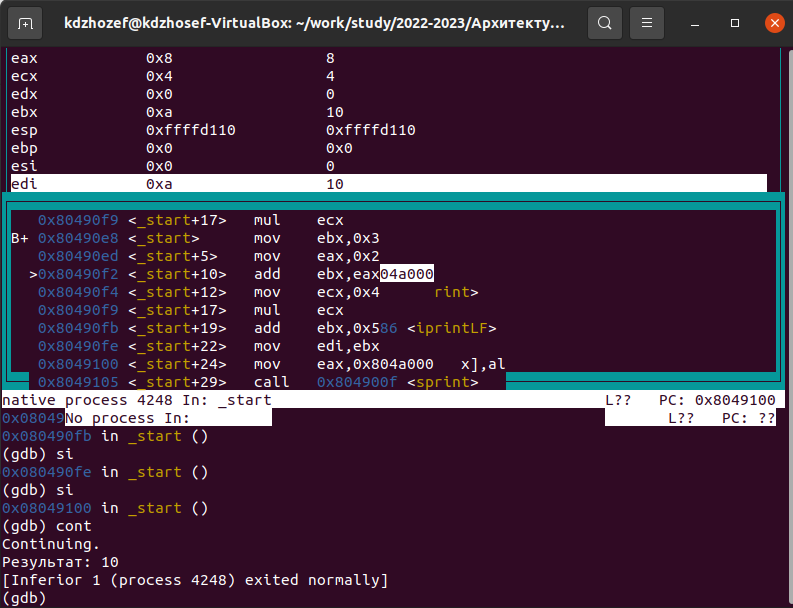 kdzhozef@kdzhosef-VirtualBox: ~/work/study/2022-2023/Архитекту...
eax 0x8 8
ecx 0x4 4
edx 0x0 0
ebx 0xa 10
esp 0xffffd110 0xffffd110
ebp 0x0 0x0
esi 0x0 0
edi 0xa 10
0x80490f9 <_start+17> mul ecx
B+ 0x80490e8 <_start> mov ebx,0x3
0x80490ed <_start+5> mov eax,0x2
>0x80490f2 <_start+10> add ebx,eax04a000
0x80490f4 <_start+12> mov ecx,0x4 rint>
0x80490f9 <_start+17> mul ecx
0x80490fb <_start+19> add ebx,0x586 <iprintLF>
0x80490fe <_start+22> mov edi,ebx
0x8049100 <_start+24> mov eax,0x804a000 x],al
0x8049105 <_start+29> call 0x804900f <sprint>
native process 4248 In: _start L?? PC: 0x8049100
0x08049No process In: L?? PC: ??
0x080490fb in _start ()
(gdb) si
0x080490fe in _start ()
(gdb) si
0x08049100 in _start ()
(gdb) cont
Continuing.
Результат: 10
[Inferior 1 (process 4248) exited normally]
(gdb)